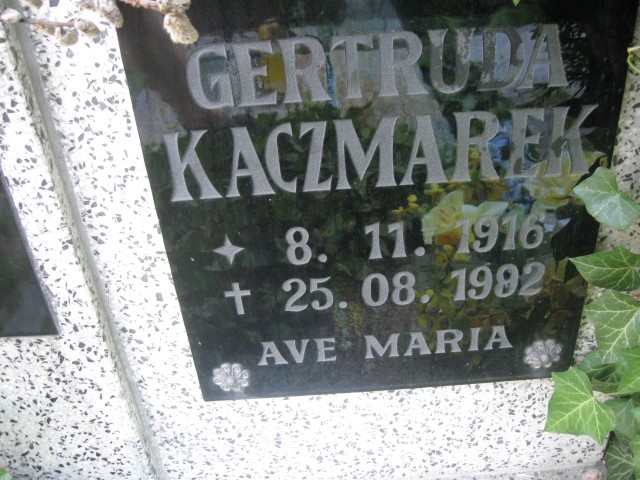 GERTRUDA
KACZMAREK
8. 11. 1916
25. 08. 1992
AVE MARIA